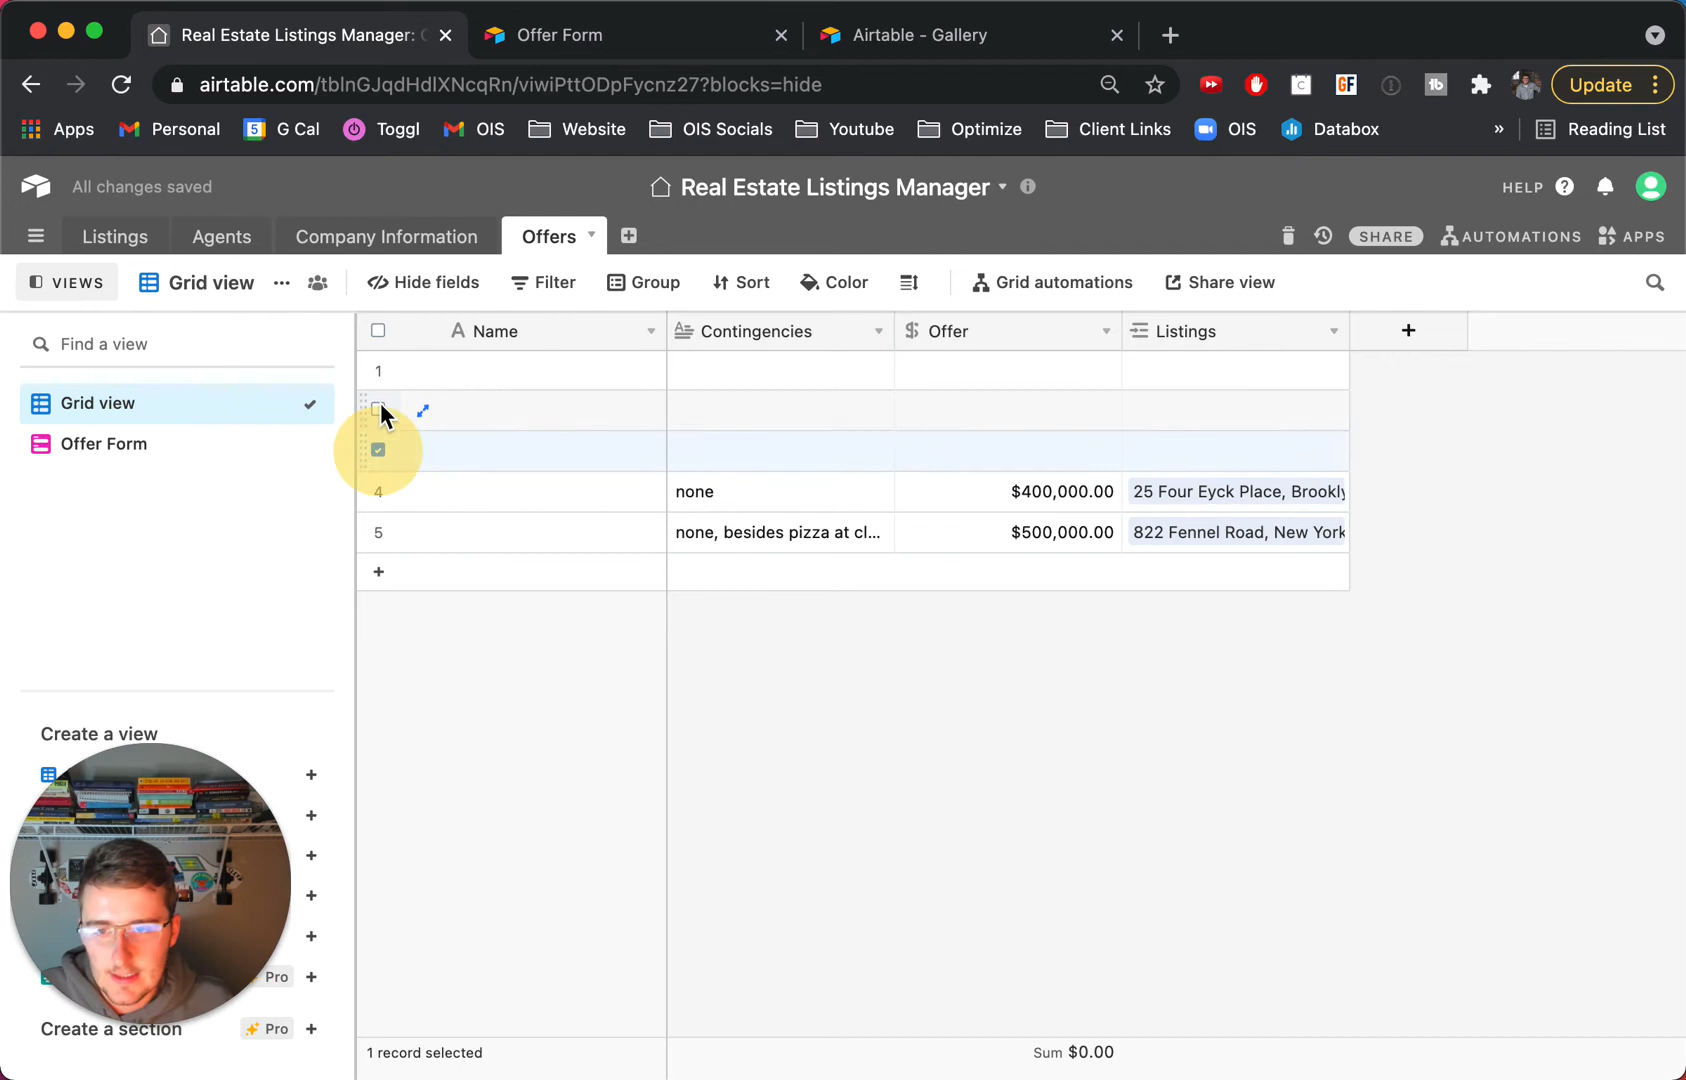 Real Estate Listings Manager:
Offer Form
Airtable - Gallery
airtable.com/tblnGJqdHdlXNcqRn/viwiPttODpFycnz27?blocks=hide
Update
Apps
Personal
G Cal
Toggl
OIS
Website
OIS Socials
Youtube
Optimize
Client Links
OIS
Databox
»
Reading List
All changes saved
Real Estate Listings Manager
HELP
Listings
Agents
Company Information
Offers
SHARE
AUTOMATIONS
APPS
VIEWS
Grid view
Hide fields
Filter
Group
Sort
Color
Grid automations
Share view
Find a view
Name
Contingencies
Offer
Listings
1
Grid view
Offer Form
4
none
$400,000.00
25 Four Eyck Place, Brookly
5
none, besides pizza at cl...
$500,000.00
822 Fennel Road, New York
Create a view
Pro
Create a section
Pro
1 record selected
Sum $0.00